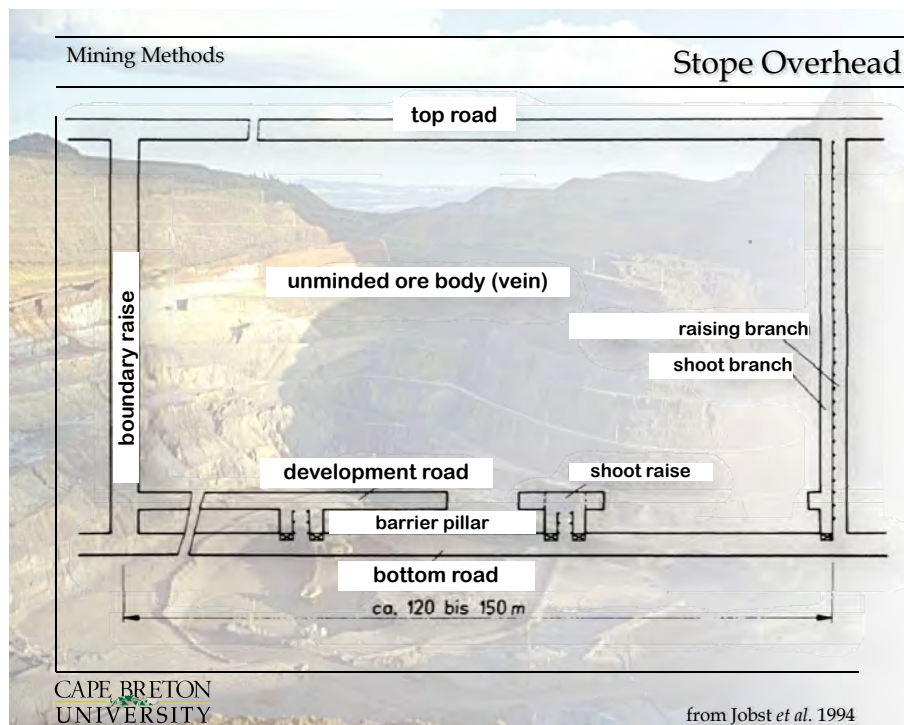 Mining Methods
Stope Overhead
top road
boundary raise
unminded ore body (vein)
raising branch
shoot branch
development road
shoot raise
barrier pillar
bottom road
ca. 120 bis 150 m
CAPE BRETON
UNIVERSITY
from Jobst et al. 1994